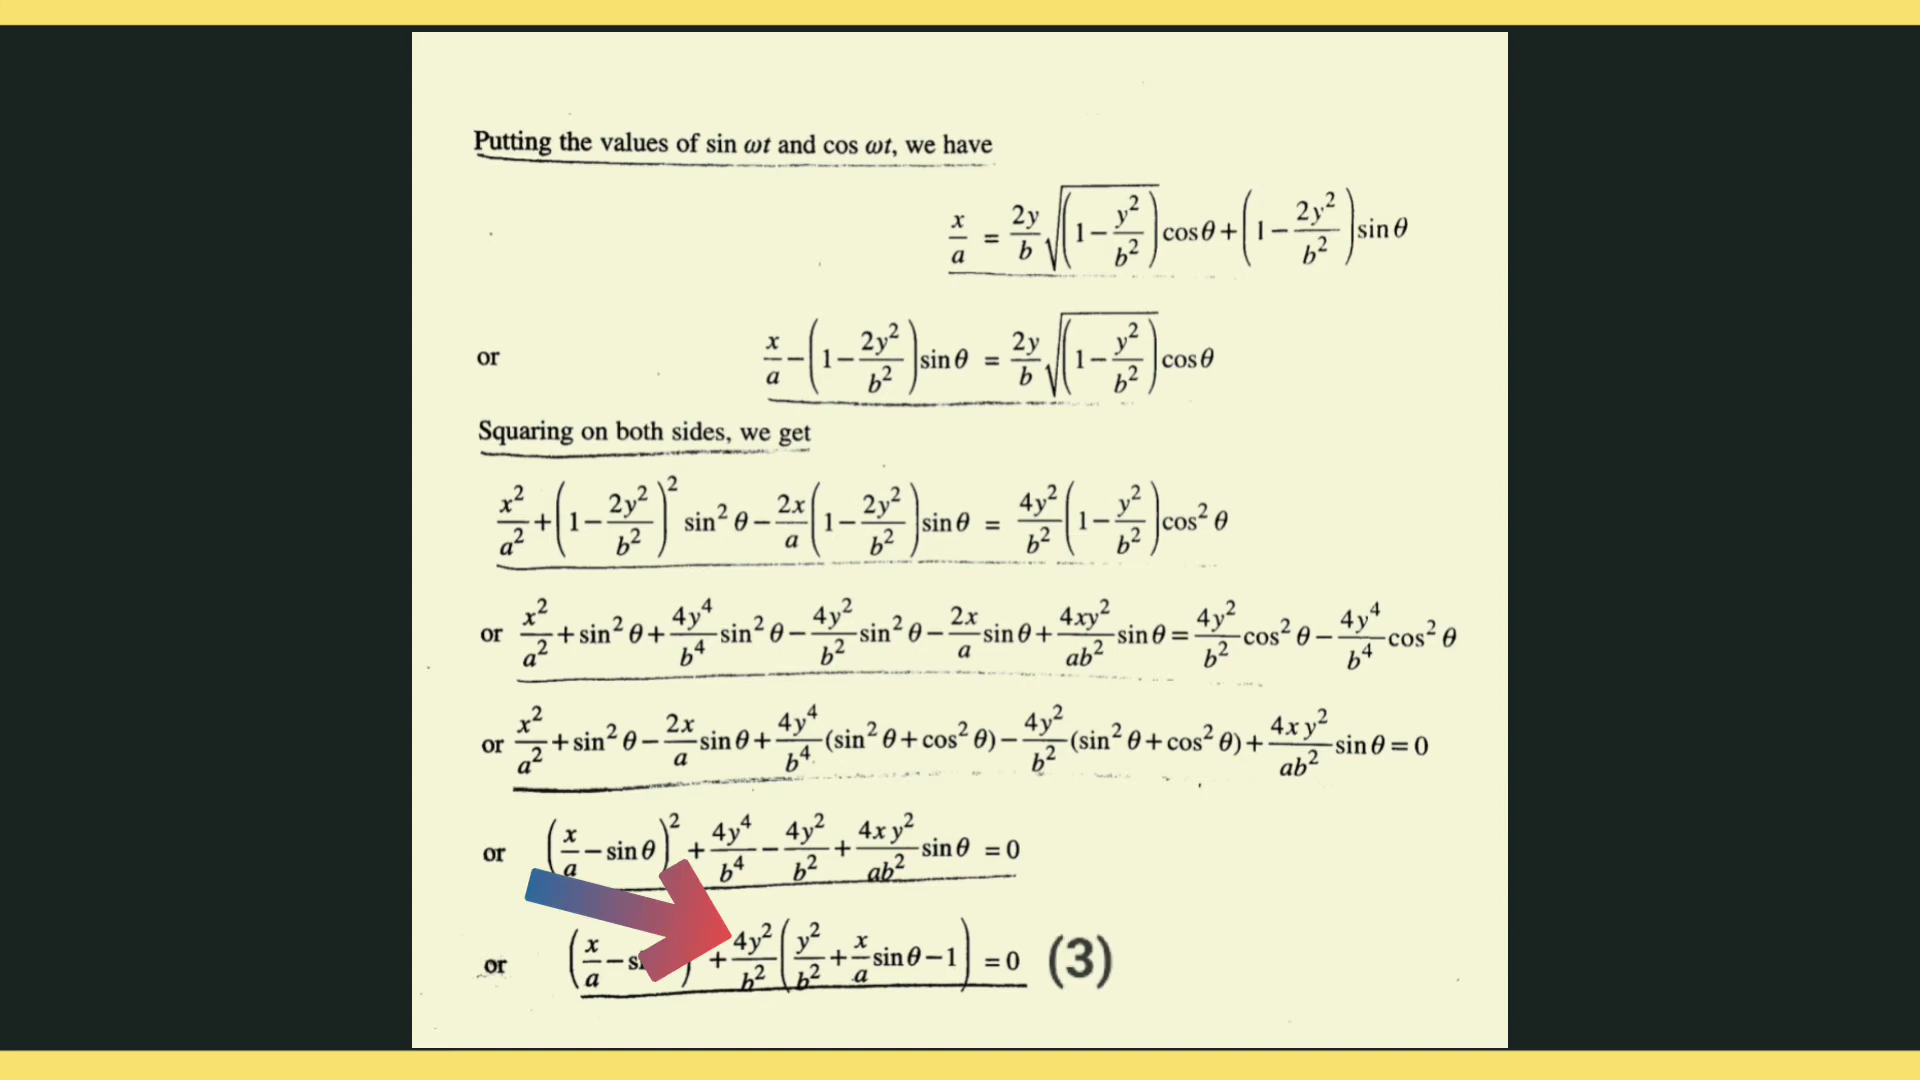 Putting the values of sin ωt and cos ωt, we have
x/a = 2y/b √(1 − y²/b²) cos θ + (1 − 2y²/b²) sin θ
or x/a − (1 − 2y²/b²) sin θ = 2y/b √(1 − y²/b²) cos θ
Squaring on both sides, we get
x²/a² + (1 − 2y²/b²)² sin² θ − 2x/a (1 − 2y²/b²) sin θ = 4y²/b² (1 − y²/b²) cos² θ
or x²/a² + sin² θ + 4y⁴/b⁴ sin² θ − 4y²/b² sin² θ − 2x/a sin θ + 4xy²/ab² sin θ = 4y²/b² cos² θ − 4y⁴/b⁴ cos² θ
or x²/a² + sin² θ − 2x/a sin θ + 4y⁴/b⁴ (sin² θ + cos² θ) − 4y²/b² (sin² θ + cos² θ) + 4xy²/ab² sin θ = 0
or (x/a − sin θ)² + 4y⁴/b⁴ − 4y²/b² + 4xy²/ab² sin θ = 0
or (x/a − s ) + 4y²/b² (y²/b² + x/a sin θ − 1) = 0 (3)